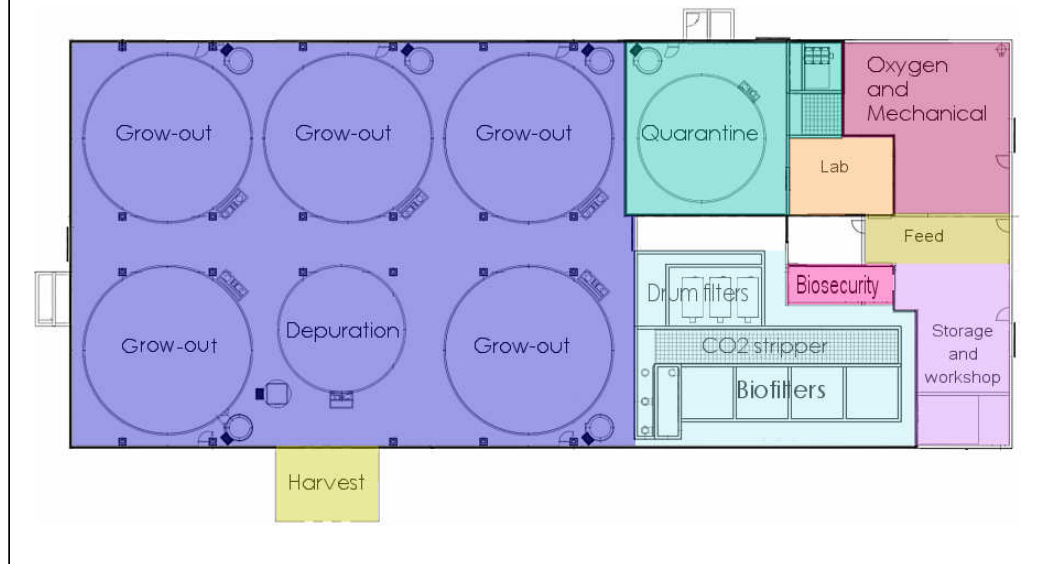 Grow-out
Grow-out
Grow-out
Quarantine
Oxygen
and
Mechanical
Lab
Feed
Grow-out
Depuration
Grow-out
Drum filters
Biosecurity
CO2 stripper
Biofilters
Storage
and
workshop
Harvest